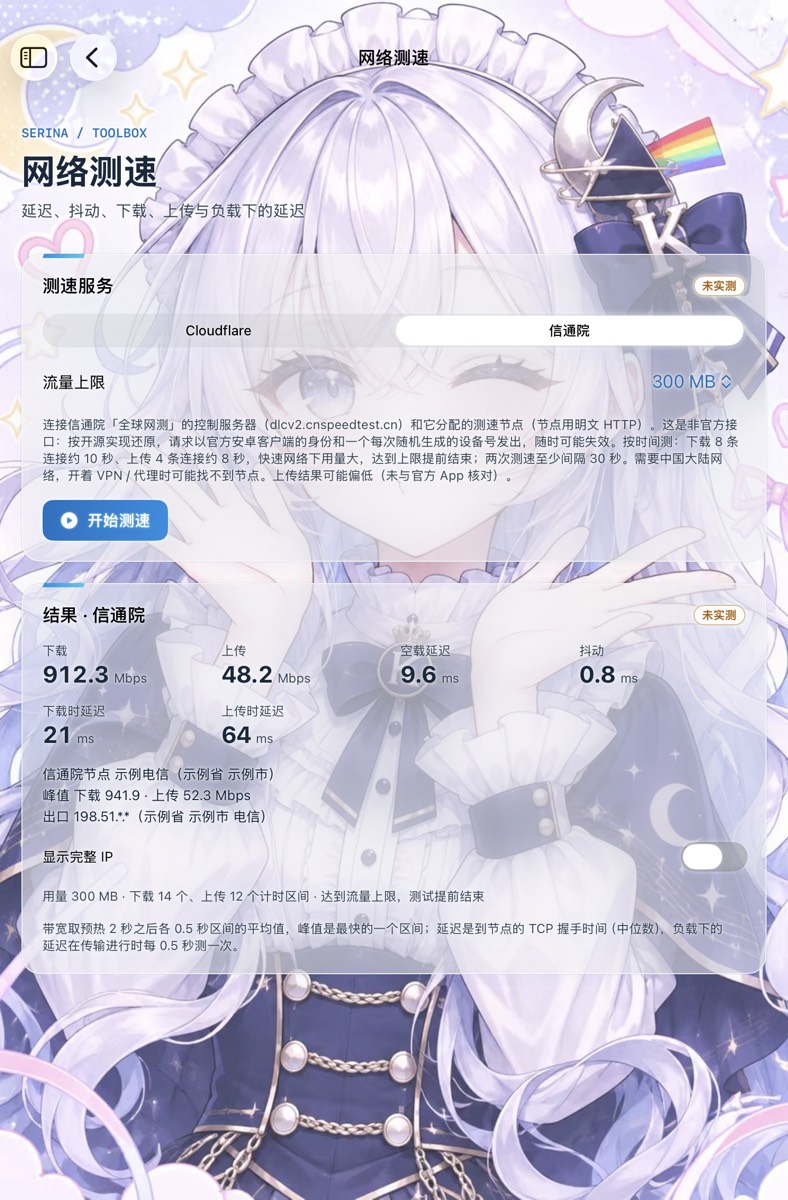 网络测速
SERINA / TOOLBOX
网络测速
延迟、抖动、下载、上传与负载下的延迟
测速服务
未实测
Cloudflare
信通院
流量上限
300 MB
连接信通院「全球网测」的控制服务器（dlcv2.cnspeedtest.cn）和它分配的测速节点（节点用明文 HTTP）。这是非官方接
口：按开源实现还原，请求以官方安卓客户端的身份和一个每次随机生成的设备号发出，随时可能失效。按时间测：下载 8 条
连接约 10 秒、上传 4 条连接约 8 秒，快速网络下用量大，达到上限提前结束；两次测速至少间隔 30 秒。需要中国大陆网
络，开着 VPN / 代理时可能找不到节点。上传结果可能偏低（未与官方 App 核对）。
开始测速
结果 · 信通院
未实测
下载
912.3 Mbps
上传
48.2 Mbps
空载延迟
9.6 ms
抖动
0.8 ms
下载时延迟
21 ms
上传时延迟
64 ms
信通院节点 示例电信（示例省 示例市）
峰值 下载 941.9 · 上传 52.3 Mbps
出口 198.51.*.*（示例省 示例市 电信）
显示完整 IP
用量 300 MB · 下载 14 个、上传 12 个计时区间 · 达到流量上限，测试提前结束
带宽取预热 2 秒之后各 0.5 秒区间的平均值，峰值是最快的一个区间；延迟是到节点的 TCP 握手时间 (中位数)，负载下的
延迟在传输进行时每 0.5 秒测一次。
K